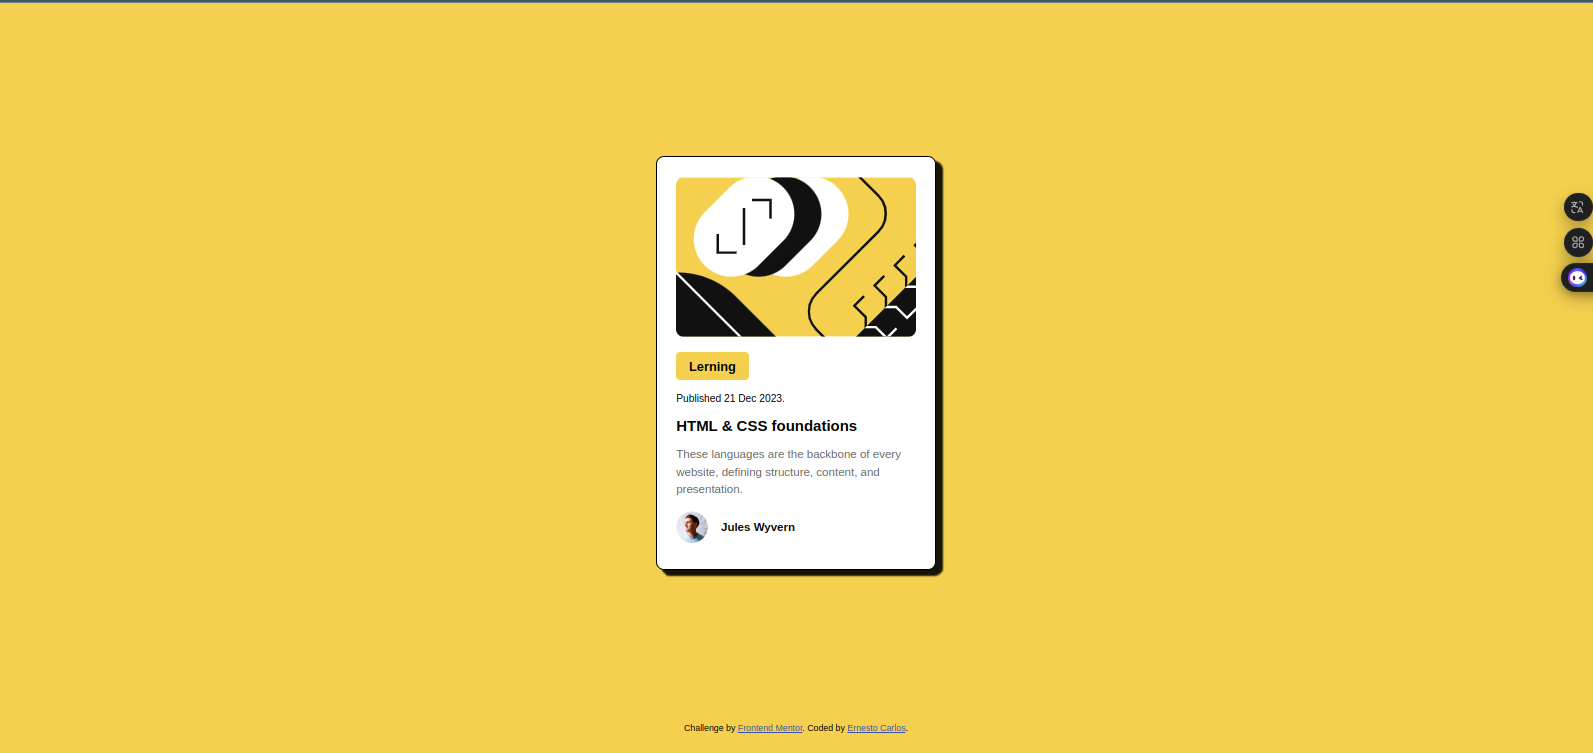 Lerning
Published 21 Dec 2023.
HTML & CSS foundations
These languages are the backbone of every
website, defining structure, content, and
presentation.
Jules Wyvern
Challenge by Frontend Mentor. Coded by Ernesto Carlos.